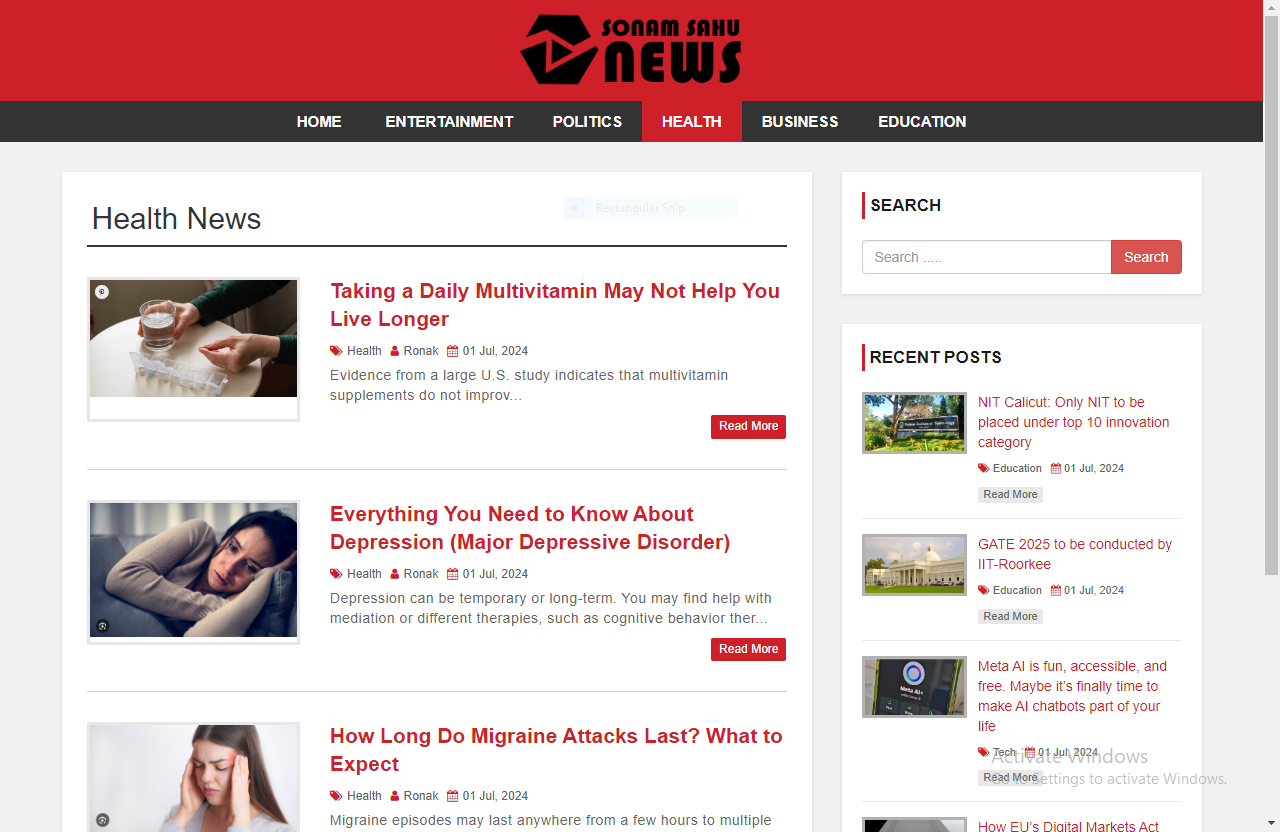 SONAM SAHU
NEWS
HOME ENTERTAINMENT POLITICS HEALTH BUSINESS EDUCATION
Health News
Rectangular Snip
Taking a Daily Multivitamin May Not Help You
Live Longer
Health Ronak 01 Jul, 2024
Evidence from a large U.S. study indicates that multivitamin
supplements do not improv...
Read More
Everything You Need to Know About
Depression (Major Depressive Disorder)
Health Ronak 01 Jul, 2024
Depression can be temporary or long-term. You may find help with
mediation or different therapies, such as cognitive behavior ther...
Read More
How Long Do Migraine Attacks Last? What to
Expect
Health Ronak 01 Jul, 2024
Migraine episodes may last anywhere from a few hours to multiple
SEARCH
Search .....
Search
RECENT POSTS
NIT Calicut: Only NIT to be
placed under top 10 innovation
category
Education 01 Jul, 2024
Read More
GATE 2025 to be conducted by
IIT-Roorkee
Education 01 Jul, 2024
Read More
Meta AI
Meta AI is fun, accessible, and
free. Maybe it's finally time to
make AI chatbots part of your
life
Tech 01 Jul, 2024
Read More
Activate Windows
Go to Settings to activate Windows.
How EU's Digital Markets Act